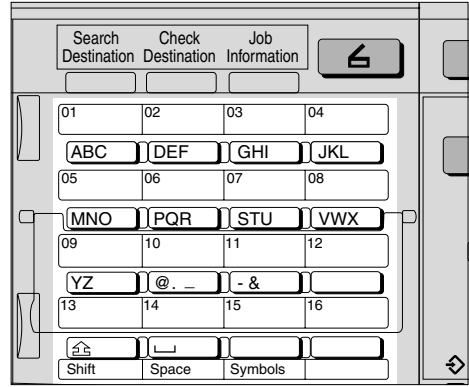 Search Destination
Check Destination
Job Information
01 02 03 04
ABC DEF GHI JKL
05 06 07 08
MNO PQR STU VWX
09 10 11 12
YZ @. _ - &
13 14 15 16
Shift Space Symbols